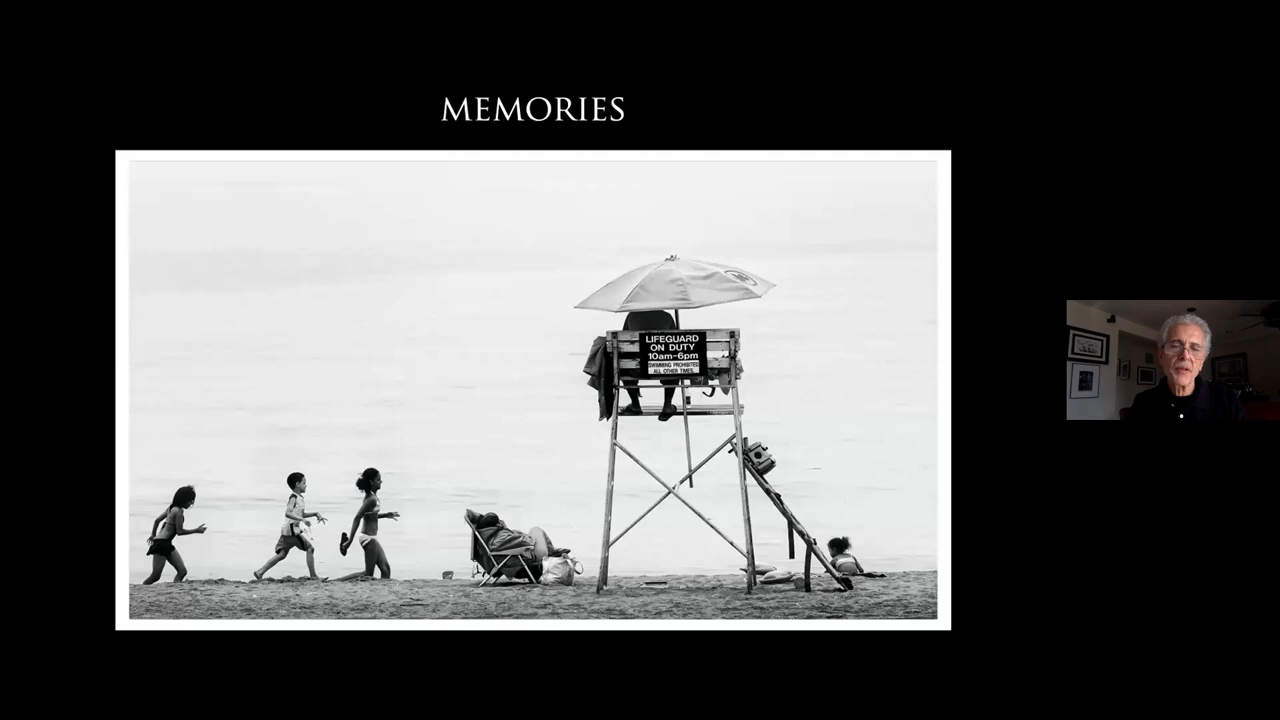 MEMORIES
LIFEGUARD
ON DUTY
10am-6pm
SWIMMING PROHIBITED
ALL OTHER TIMES.